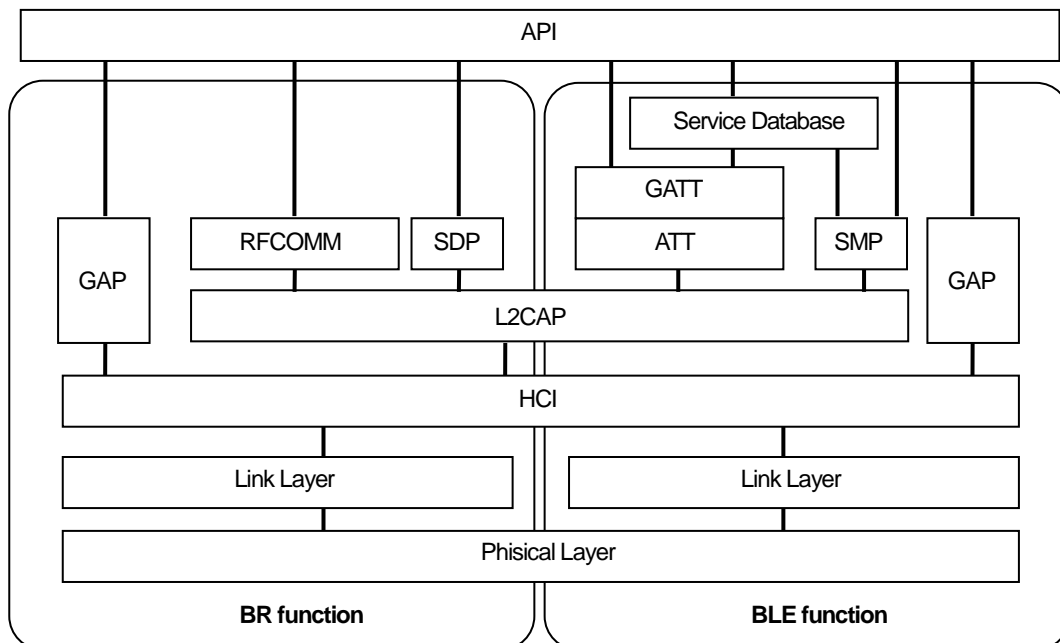 API
Service Database
GATT
RFCOMM
SDP
ATT
SMP
GAP
GAP
L2CAP
HCI
Link Layer
Link Layer
Phisical Layer
BR function
BLE function